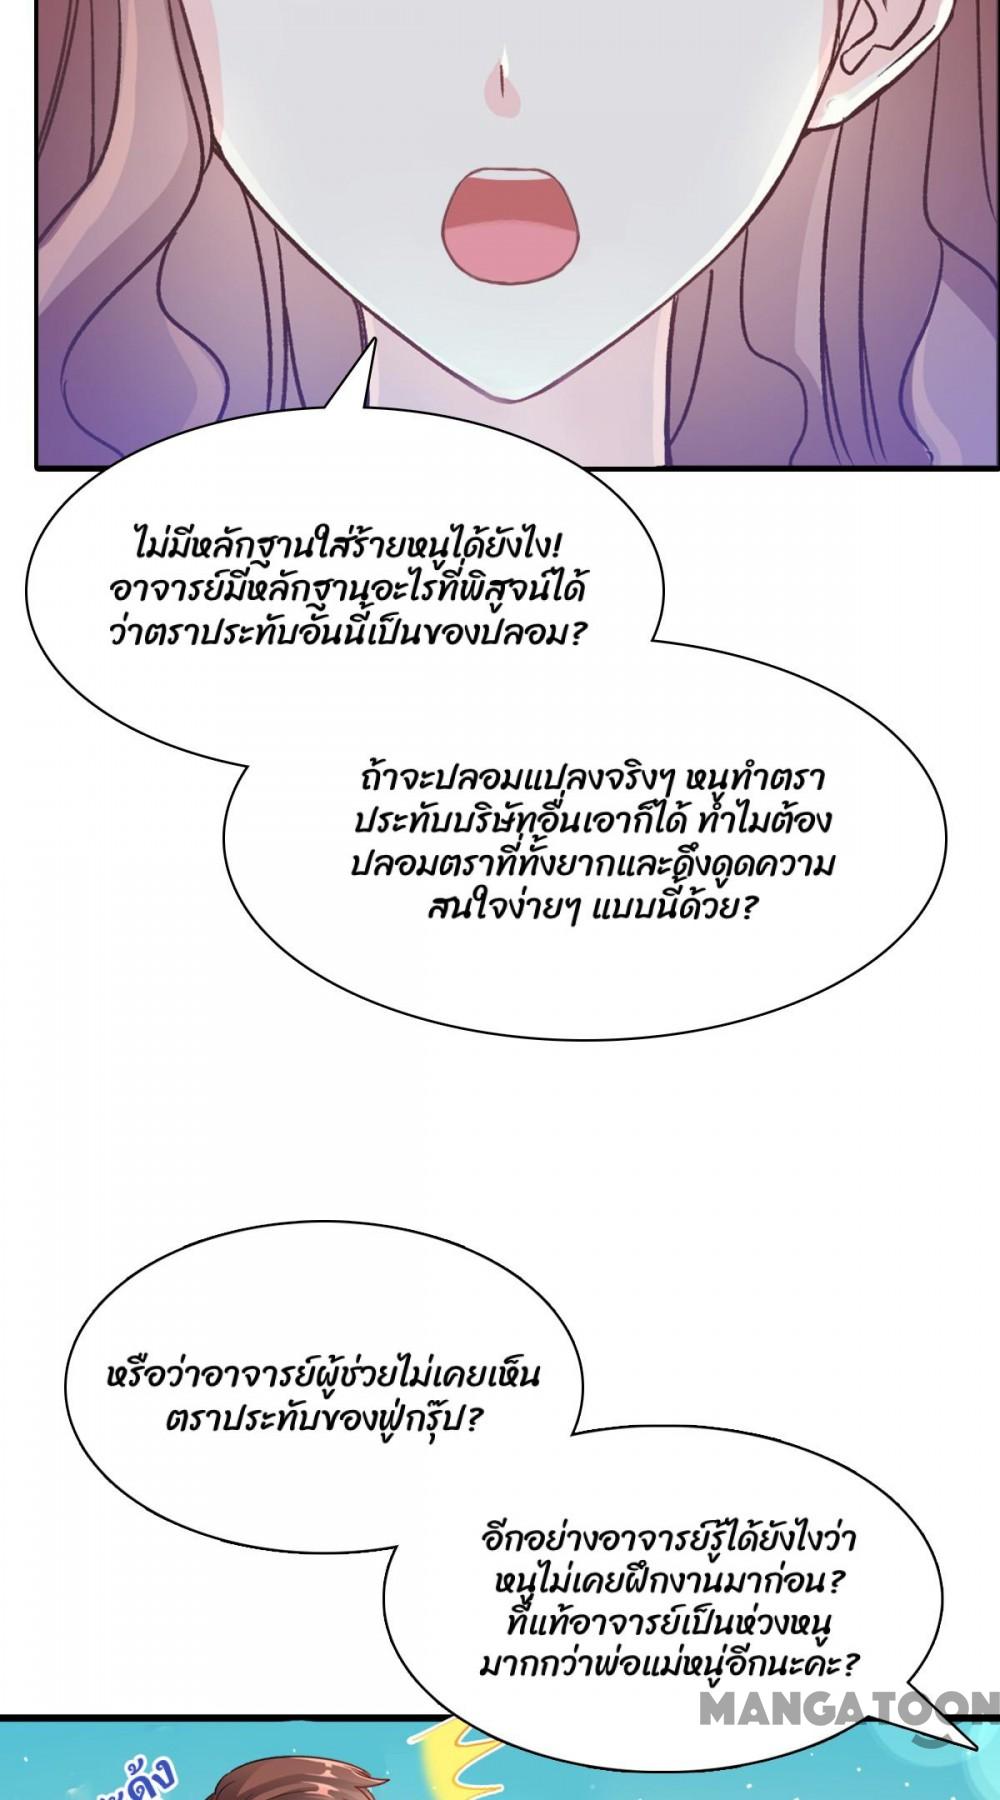 ไม่มีหลักฐานใส่ร้ายหนูได้ยังไง!
อาจารย์มีหลักฐานอะไรที่พิสูจน์ได้
ว่าตราประทับอันนี้เป็นของปลอม?
ถ้าจะปลอมแปลงจริงๆ หนูทำตรา
ประทับบริษัทอื่นเอาก็ได้ ทำไมต้อง
ปลอมตราที่ทั้งยากและดึงดูดความ
สนใจง่ายๆ แบบนี้ด้วย?
หรือว่าอาจารย์ผู้ช่วยไม่เคยเห็น
ตราประทับของฟู่กรุ๊ป?
อีกอย่างอาจารย์รู้ได้ยังไงว่า
หนูไม่เคยฝึกงานมาก่อน?
ที่แท้อาจารย์เป็นห่วงหนู
มากกว่าพ่อแม่หนูอีกนะคะ?
MANGATOON